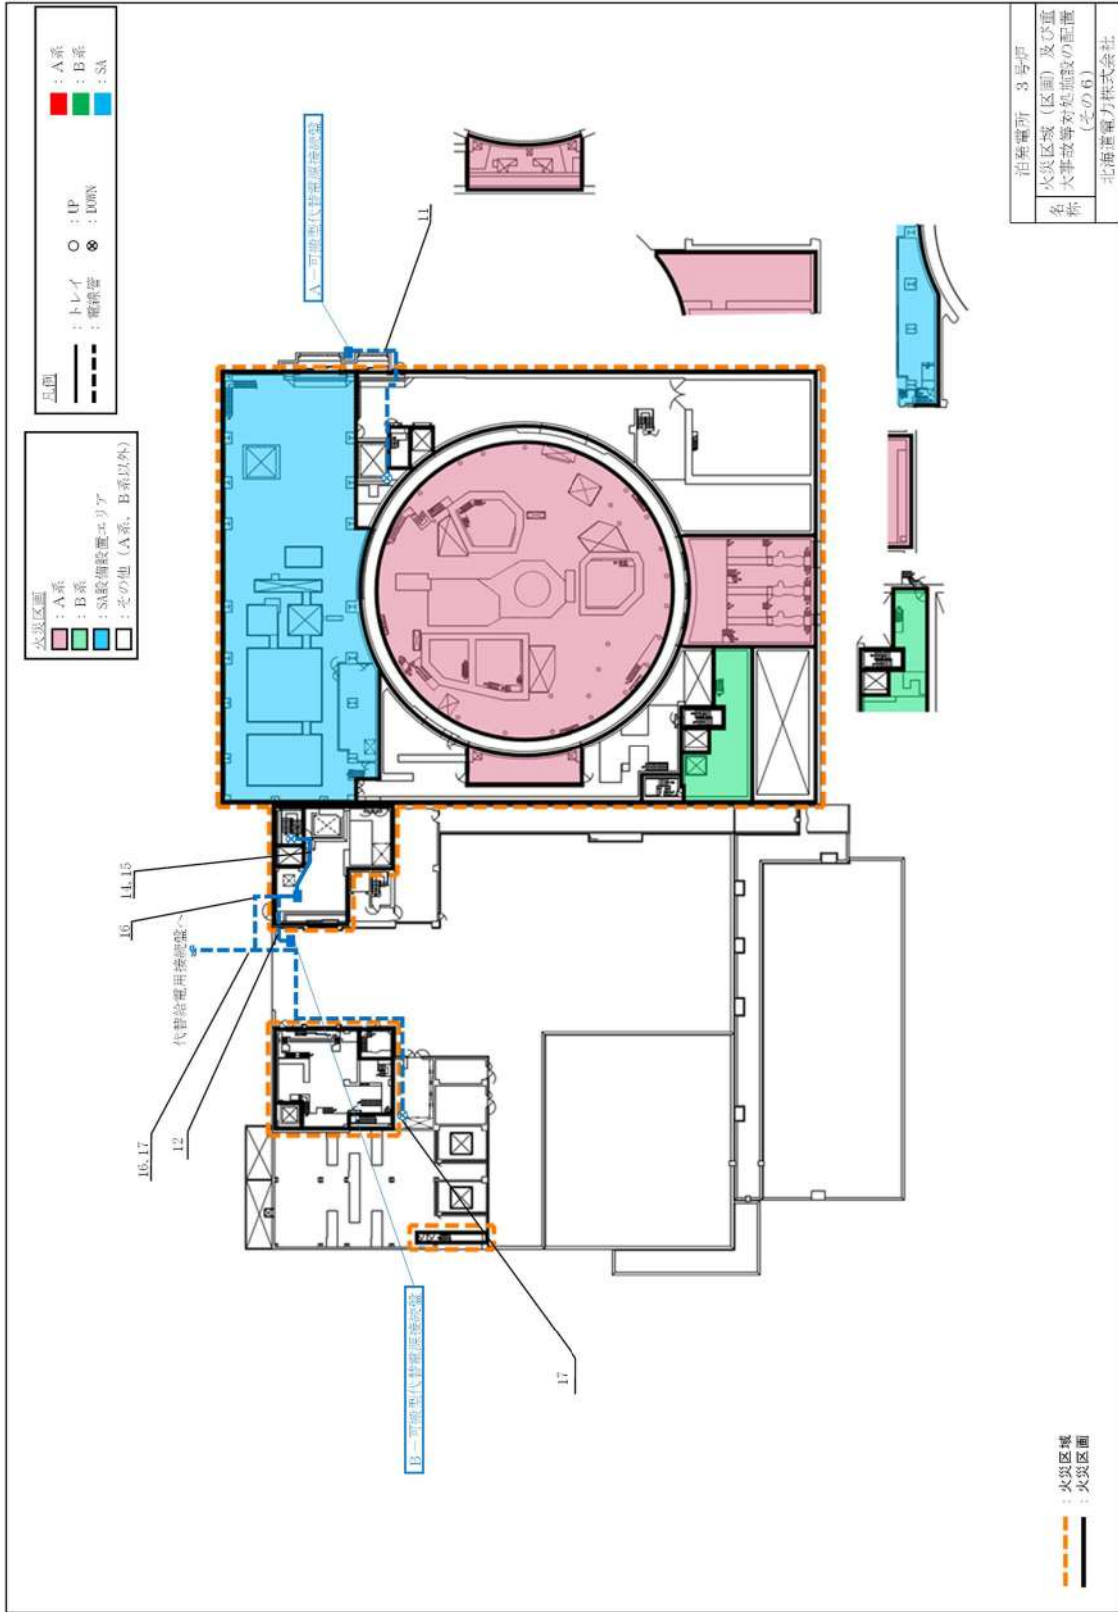 火災区画
：A系
：B系
：SA設備設置エリア
：その他（A系，B系以外）
凡例
：トレイ
：電線管
○：UP
⊗：DOWN
：A系
：B系
：SA
16,17
12
16
14,15
代替給電用接続盤へ
A－可搬型代替電源接続盤
11
B－可搬型代替電源接続盤
17
：火災区域
：火災区画
泊発電所　3号炉
名称
火災区域（区画）及び重
大事故等対処施設の配置
（その6）
北海道電力株式会社